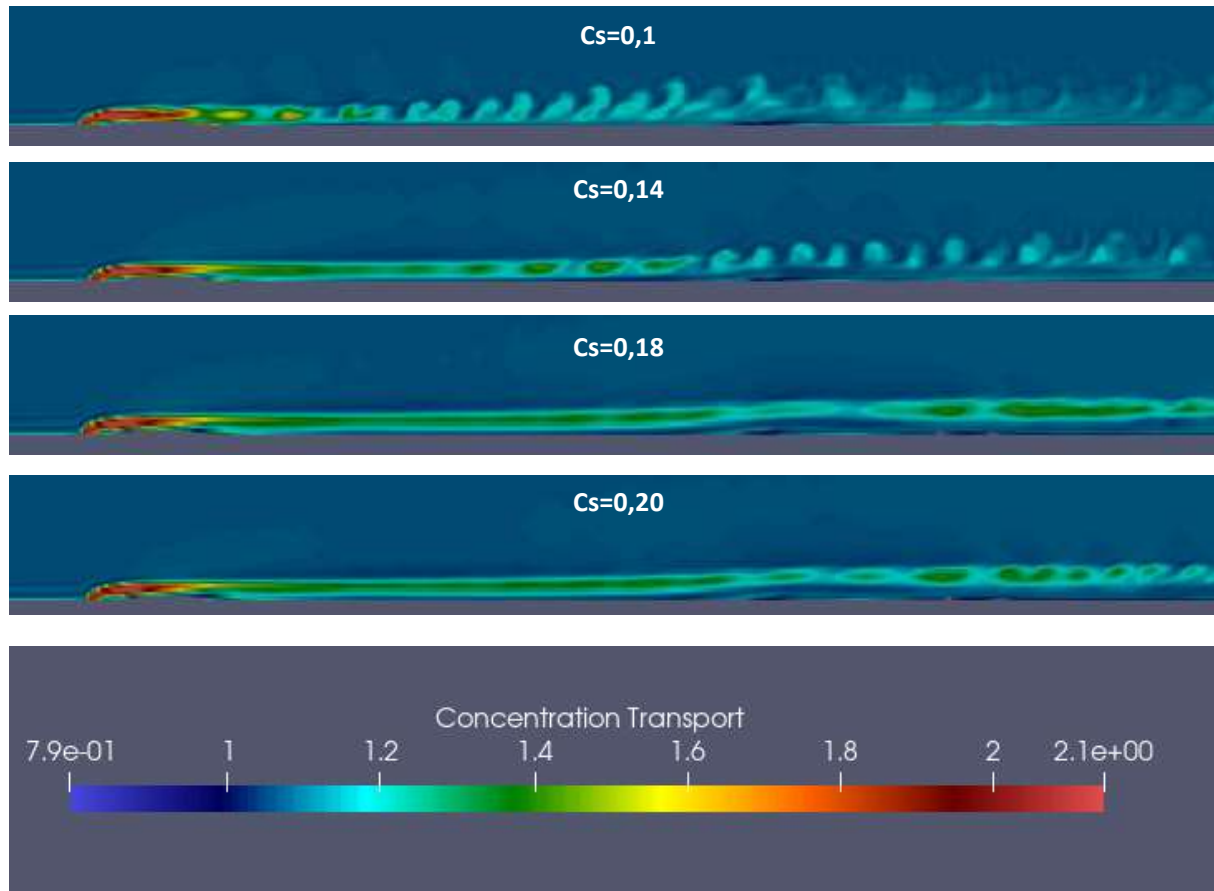 Cs=0,1
Cs=0,14
Cs=0,18
Cs=0,20
Concentration Transport
7.9e-01 1 1.2 1.4 1.6 1.8 2 2.1e+00